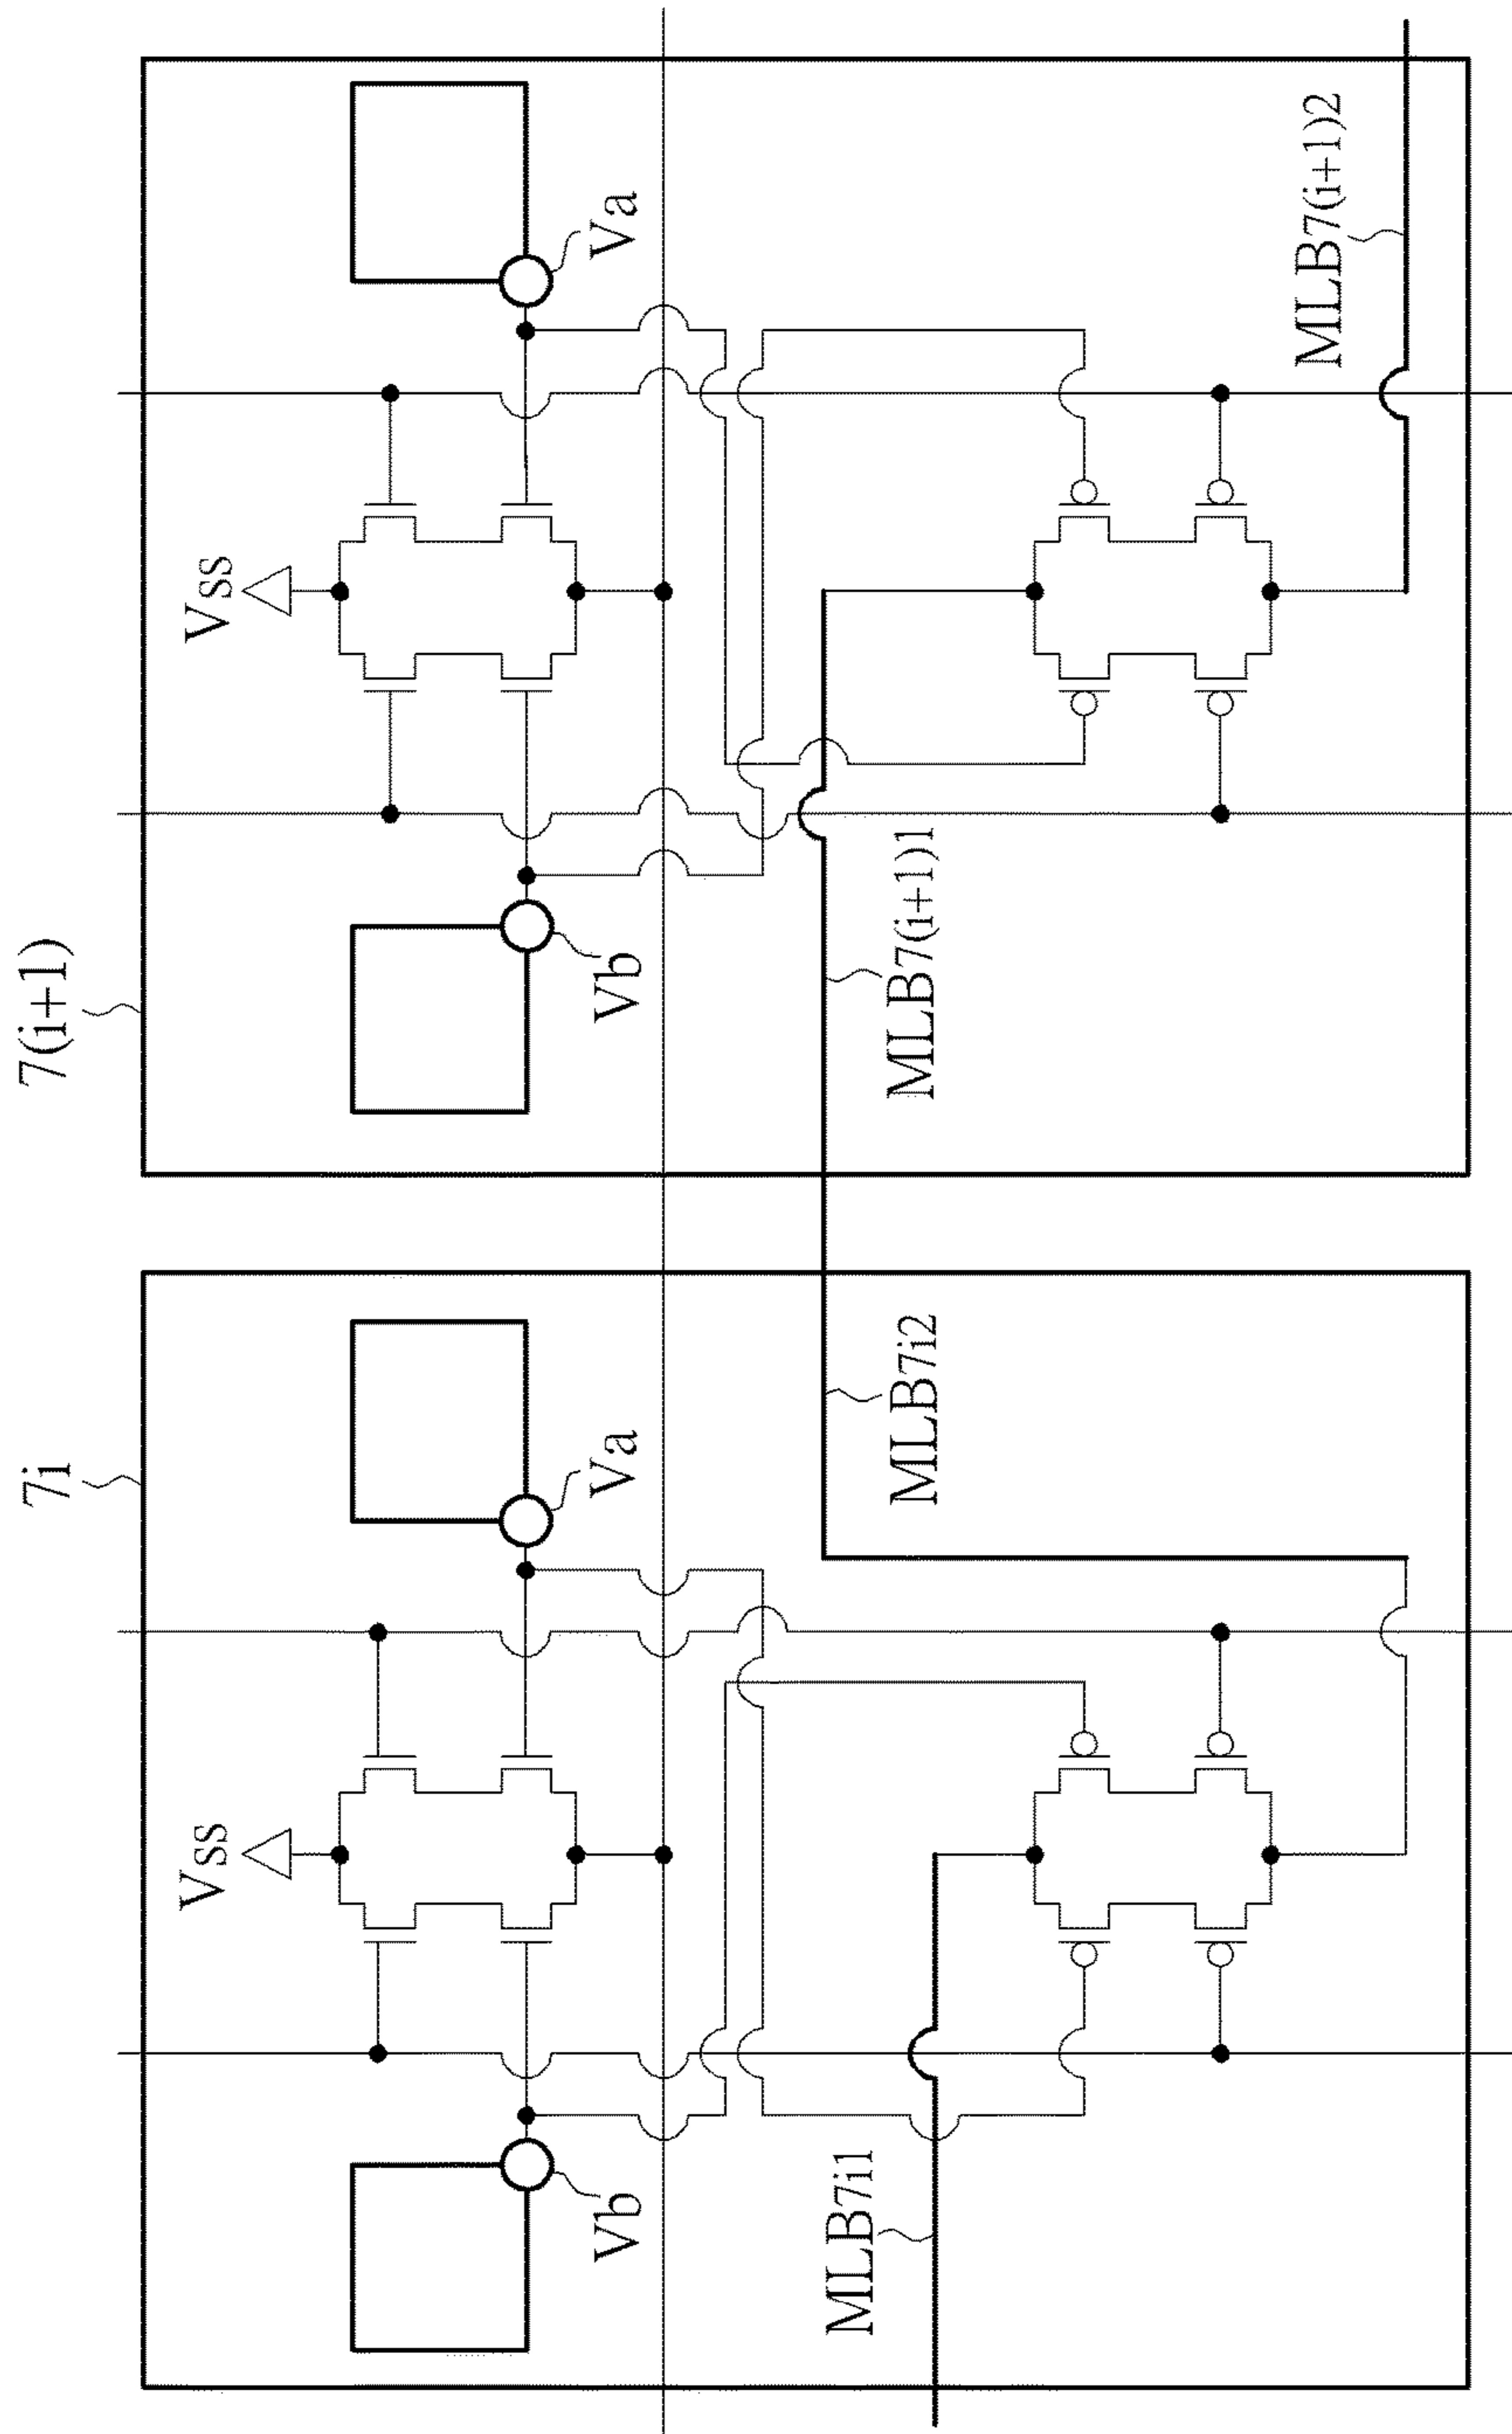 7i
Vss
Vb
Va
MLB7i1
MLB7i2
7(i+1)
Vss
Vb
Va
MLB7(i+1)1
MLB7(i+1)2